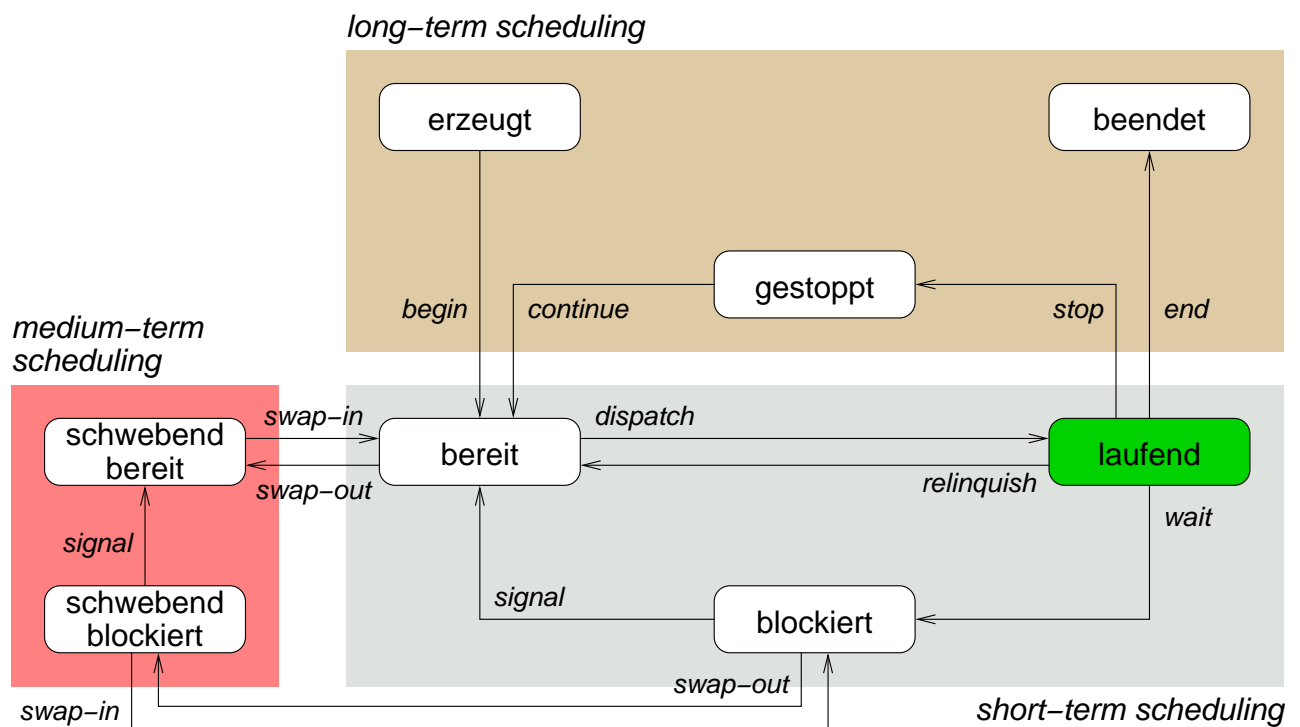 long–term scheduling
erzeugt
beendet
gestoppt
begin
continue
stop
end
medium–term
scheduling
swap–in
dispatch
schwebend
bereit
bereit
laufend
swap–out
relinquish
wait
signal
schwebend
blockiert
signal
blockiert
swap–out
swap–in
short–term scheduling